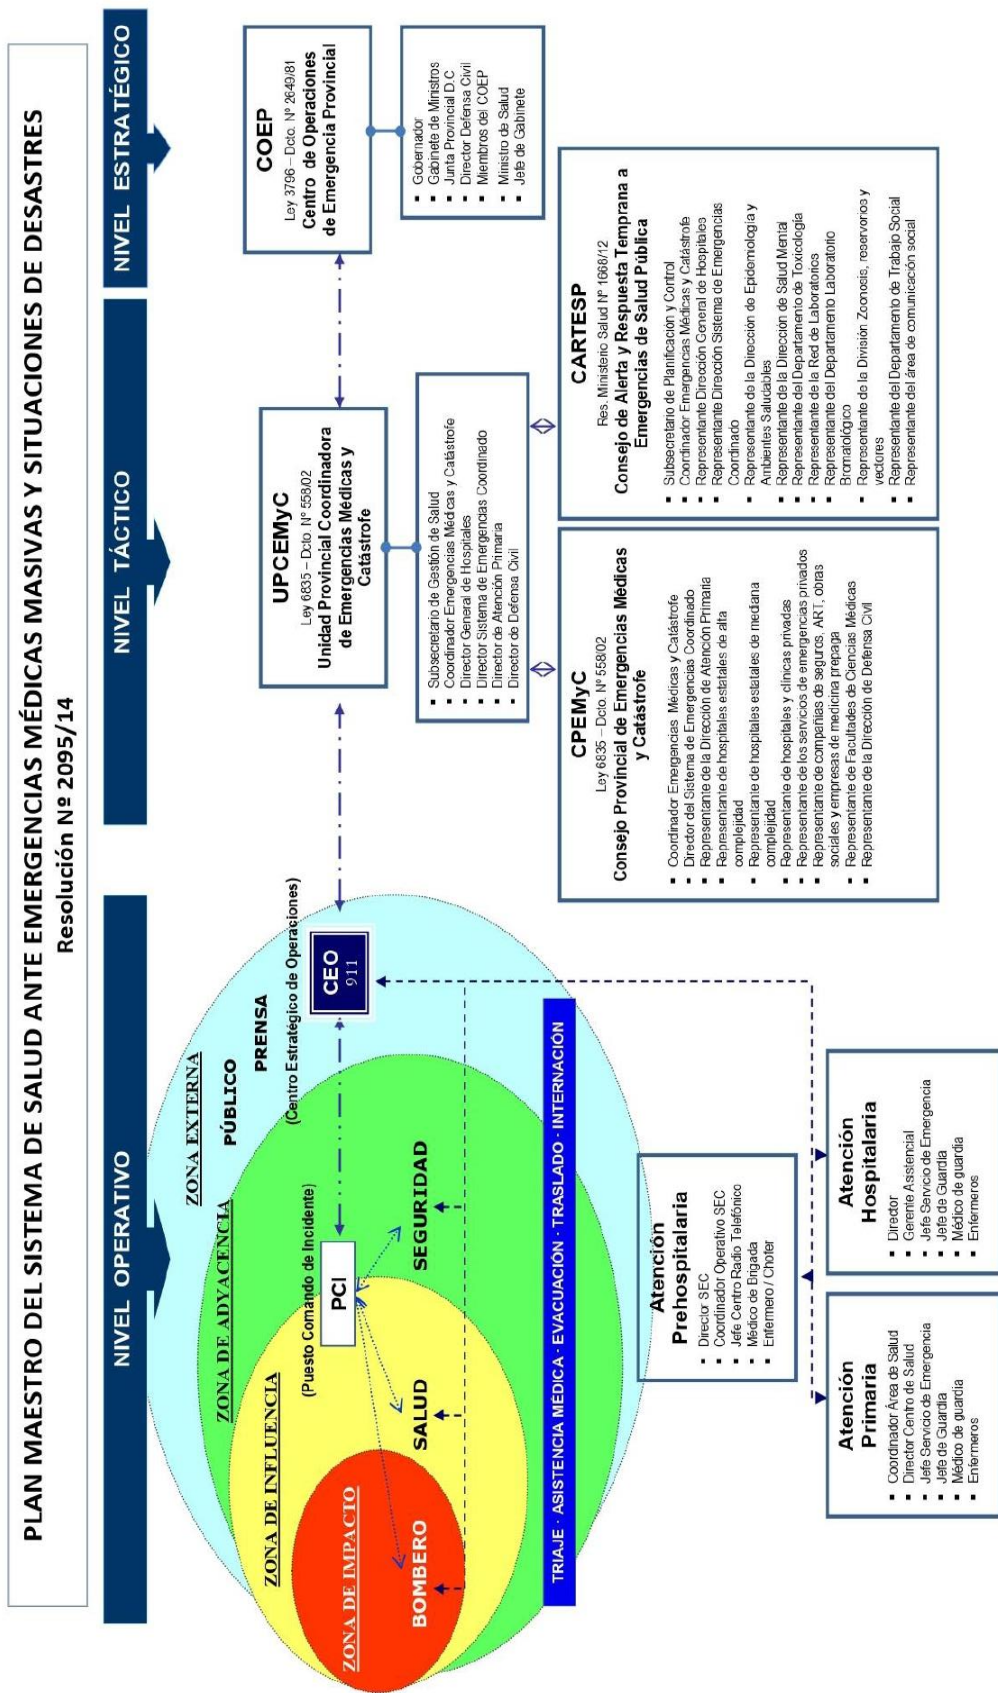 PLAN MAESTRO DEL SISTEMA DE SALUD ANTE EMERGENCIAS MÉDICAS MASIVAS Y SITUACIONES DE DESASTRES
Resolución Nº 2095/14
NIVEL OPERATIVO
NIVEL TÁCTICO
NIVEL ESTRATÉGICO
ZONA EXTERNA
PÚBLICO
PRENSA
ZONA DE ADYACENCIA
(Centro Estratégico de Operaciones)
CEO
911
ZONA DE INFLUENCIA
(Puesto Comando de Incidente)
PCI
ZONA DE IMPACTO
BOMBERO
SALUD
SEGURIDAD
TRIAJE · ASISTENCIA MÉDICA · EVACUACIÓN · TRASLADO · INTERNACIÓN
Atención
Prehospitalaria
▪ Director SEC
▪ Coordinador Operativo SEC
▪ Jefe Centro Radio Telefónico
▪ Médico de Brigada
▪ Enfermero / Chofer
Atención
Primaria
▪ Coordinador Área de Salud
▪ Director Centro de Salud
▪ Jefe Servicio de Emergencia
▪ Jefe de Guardia
▪ Médico de guardia
▪ Enfermeros
Atención
Hospitalaria
▪ Director
▪ Gerente Asistencial
▪ Jefe Servicio de Emergencia
▪ Jefe de Guardia
▪ Médico de guardia
▪ Enfermeros
UPCEMyC
Ley 6835 – Dcto. Nº 558/02
Unidad Provincial Coordinadora
de Emergencias Médicas y
Catástrofe
▪ Subsecretario de Gestión de Salud
▪ Coordinador Emergencias Médicas y Catástrofe
▪ Director General de Hospitales
▪ Director Sistema de Emergencias Coordinado
▪ Director de Atención Primaria
▪ Director de Defensa Civil
CPEMyC
Ley 6835 – Dcto. Nº 558/02
Consejo Provincial de Emergencias Médicas
y Catástrofe
▪ Coordinador Emergencias Médicas y Catástrofe
▪ Director del Sistema de Emergencias Coordinado
▪ Representante de la Dirección de Atención Primaria
▪ Representante de hospitales estatales de alta
complejidad
▪ Representante de hospitales estatales de mediana
complejidad
▪ Representante de hospitales y clínicas privadas
▪ Representante de los servicios de emergencias privados
▪ Representante de compañías de seguros, ART, obras
sociales y empresas de medicina prepaga
▪ Representante de Facultades de Ciencias Médicas
▪ Representante de la Dirección de Defensa Civil
CARTESP
Res. Ministerio Salud Nº 1668/12
Consejo de Alerta y Respuesta Temprana a
Emergencias de Salud Pública
▪ Subsecretario de Planificación y Control
▪ Coordinador Emergencias Médicas y Catástrofe
▪ Representante Dirección General de Hospitales
▪ Representante Dirección Sistema de Emergencias
Coordinado
▪ Representante de la Dirección de Epidemiología y
Ambientes Saludables
▪ Representante de la Dirección de Salud Mental
▪ Representante del Departamento de Toxicología
▪ Representante de la Red de Laboratorios
▪ Representante del Departamento Laboratorio
Bromatológico
▪ Representante de la División Zoonosis, reservorios y
vectores
▪ Representante del Departamento de Trabajo Social
▪ Representante del área de comunicación social
COEP
Ley 3796 – Dcto. Nº 2649/81
Centro de Operaciones
de Emergencia Provincial
▪ Gobernador
▪ Gabinete de Ministros
▪ Junta Provincial D.C
▪ Director Defensa Civil
▪ Miembros del COEP
▪ Ministro de Salud
▪ Jefe de Gabinete